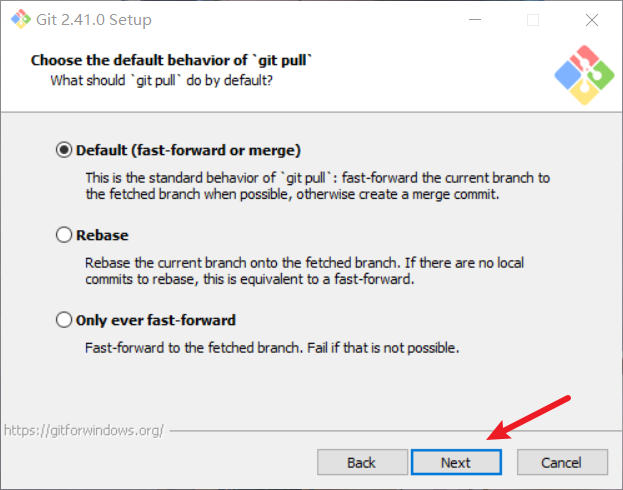 Git 2.41.0 Setup
Choose the default behavior of `git pull`
What should `git pull` do by default?
Default (fast-forward or merge)
This is the standard behavior of `git pull`: fast-forward the current branch to
the fetched branch when possible, otherwise create a merge commit.
Rebase
Rebase the current branch onto the fetched branch. If there are no local
commits to rebase, this is equivalent to a fast-forward.
Only ever fast-forward
Fast-forward to the fetched branch. Fail if that is not possible.
https://gitforwindows.org/
Back
Next
Cancel